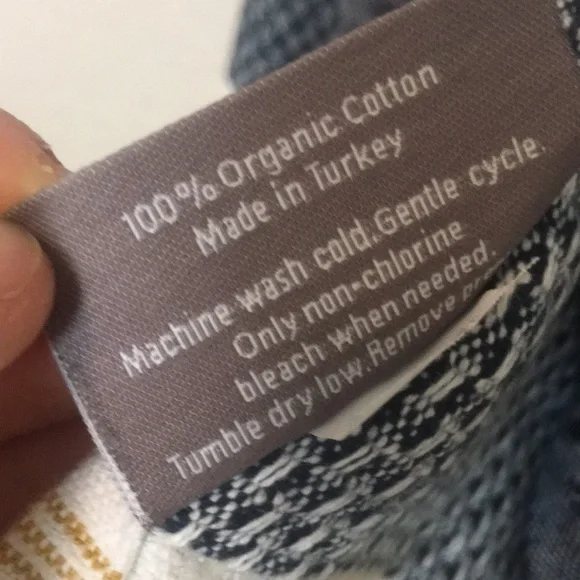 100% Organic Cotton
Made in Turkey
Machine wash cold.Gentle cycle.
Only non-chlorine
bleach when needed.
Tumble dry low.Remove